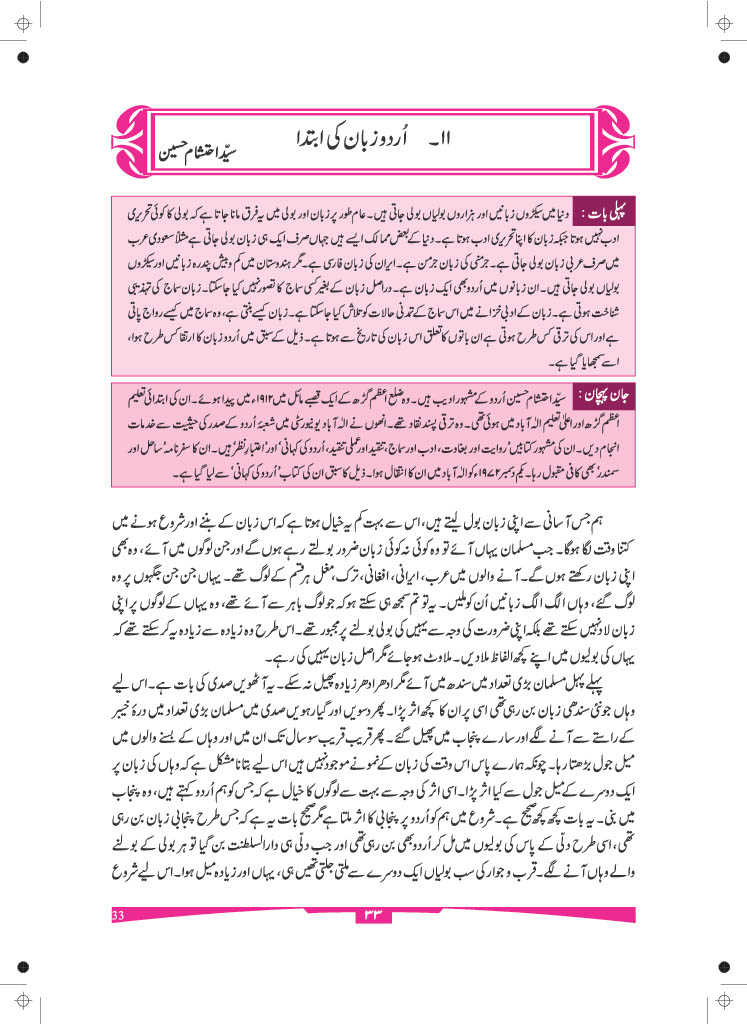 ۱۱۔ اُردو زبان کی ابتدا
سیّد احتشام حسین
پہلی بات : دنیا میں سیکڑوں زبانیں اور ہزاروں بولیاں بولی جاتی ہیں۔ عام طور پر زبان اور بولی میں یہ فرق مانا جاتا ہے کہ بولی کا کوئی تحریری
ادب نہیں ہوتا جبکہ زبان کا اپنا تحریری ادب ہوتا ہے۔ دنیا کے بعض ممالک ایسے ہیں جہاں صرف ایک ہی زبان بولی جاتی ہے مثلاً سعودی عرب
میں صرف عربی زبان بولی جاتی ہے۔ جرمنی کی زبان جرمن ہے۔ ایران کی زبان فارسی ہے۔ مگر ہندوستان میں کم و بیش پندرہ زبانیں اور سیکڑوں
بولیاں بولی جاتی ہیں۔ ان زبانوں میں اُردو بھی ایک زبان ہے۔ دراصل زبان کے بغیر کسی سماج کا تصور نہیں کیا جاسکتا۔ زبان سماج کی تہذیبی
شناخت ہوتی ہے۔ زبان کے ادبی خزانے میں اس سماج کے تمدنی حالات کو تلاش کیا جاسکتا ہے۔ زبان کیسے بنتی ہے، وہ سماج میں کیسے رواج پاتی
ہے اور اس کی ترقی کس طرح ہوتی ہے ان باتوں کا تعلق اس زبان کی تاریخ سے ہوتا ہے۔ ذیل کے سبق میں اُردو زبان کا ارتقا کس طرح ہوا،
اسے سمجھایا گیا ہے۔
جان پہچان : سیّد احتشام حسین اُردو کے مشہور ادیب ہیں۔ وہ ضلع اعظم گڑھ کے ایک قصبے مائل میں ۱۹۱۲ء میں پیدا ہوئے۔ ان کی ابتدائی تعلیم
اعظم گڑھ اور اعلیٰ تعلیم الٰہ آباد میں ہوئی تھی۔ وہ ترقی پسند نقاد تھے۔ انھوں نے الٰہ آباد یونیورسٹی میں شعبۂ اُردو کے صدر کی حیثیت سے خدمات
انجام دیں۔ ان کی مشہور کتابیں 'روایت اور بغاوت، ادب اور سماج، تنقید اور عملی تنقید، اُردو کی کہانی' اور 'اعتبارِ نظر' ہیں۔ ان کا سفرنامہ 'ساحل اور
سمندر' بھی کافی مقبول رہا۔ یکم دسمبر ۱۹۷۲ء کو الٰہ آباد میں ان کا انتقال ہوا۔ ذیل کا سبق ان کی کتاب 'اُردو کی کہانی' سے لیا گیا ہے۔
ہم جس آسانی سے اپنی زبان بول لیتے ہیں، اس سے بہت کم یہ خیال ہوتا ہے کہ اس زبان کے بننے اور شروع ہونے میں
کتنا وقت لگا ہوگا۔ جب مسلمان یہاں آئے تو وہ کوئی نہ کوئی زبان ضرور بولتے رہے ہوں گے اور جن لوگوں میں آئے، وہ بھی
اپنی زبان رکھتے ہوں گے۔ آنے والوں میں عرب، ایرانی، افغانی، ترک، مغل ہر قسم کے لوگ تھے۔ یہاں جن جن جگہوں پر وہ
لوگ گئے، وہاں الگ الگ زبانیں اُن کو ملیں۔ یہ تو تم سمجھ ہی سکتے ہو کہ جو لوگ باہر سے آئے تھے، وہ یہاں کے لوگوں پر اپنی
زبان لاد نہیں سکتے تھے بلکہ اپنی ضرورت کی وجہ سے یہیں کی بولی بولنے پر مجبور تھے۔ اس طرح وہ زیادہ سے زیادہ یہ کر سکتے تھے کہ
یہاں کی بولیوں میں اپنے کچھ الفاظ ملا دیں۔ ملاوٹ ہو جائے مگر اصل زبان یہیں کی رہے۔
پہلے پہل مسلمان بڑی تعداد میں سندھ میں آئے مگر ادھر ادھر زیادہ پھیل نہ سکے۔ یہ آٹھویں صدی کی بات ہے۔ اس لیے
وہاں جو نئی سندھی زبان بن رہی تھی اسی پر ان کا کچھ اثر پڑا۔ پھر دسویں اور گیارہویں صدی میں مسلمان بڑی تعداد میں درۂ خیبر
کے راستے سے آنے لگے اور سارے پنجاب میں پھیل گئے۔ پھر قریب قریب سو سال تک ان میں اور وہاں کے بسنے والوں میں
میل جول بڑھتا رہا۔ چونکہ ہمارے پاس اس وقت کی زبان کے نمونے موجود نہیں ہیں اس لیے بتانا مشکل ہے کہ وہاں کی زبان پر
ایک دوسرے کے میل جول سے کیا اثر پڑا۔ اسی اثر کی وجہ سے بہت سے لوگوں کا خیال ہے کہ جس کو ہم اُردو کہتے ہیں، وہ پنجاب
میں بنی۔ یہ بات کچھ کچھ صحیح ہے۔ شروع میں ہم کو اُردو پر پنجابی کا اثر ملتا ہے مگر صحیح بات یہ ہے کہ جس طرح پنجابی زبان بن رہی
تھی، اسی طرح دلّی کے پاس کی بولیوں میں مل کر اُردو بھی بن رہی تھی اور جب دلّی ہی دارالسلطنت بن گیا تو ہر بولی کے بولنے
والے وہاں آنے لگے۔ قرب و جوار کی سب بولیاں ایک دوسرے سے ملتی جلتی تھیں ہی، یہاں اور زیادہ میل ہوا۔ اس لیے شروع
33
۳۳